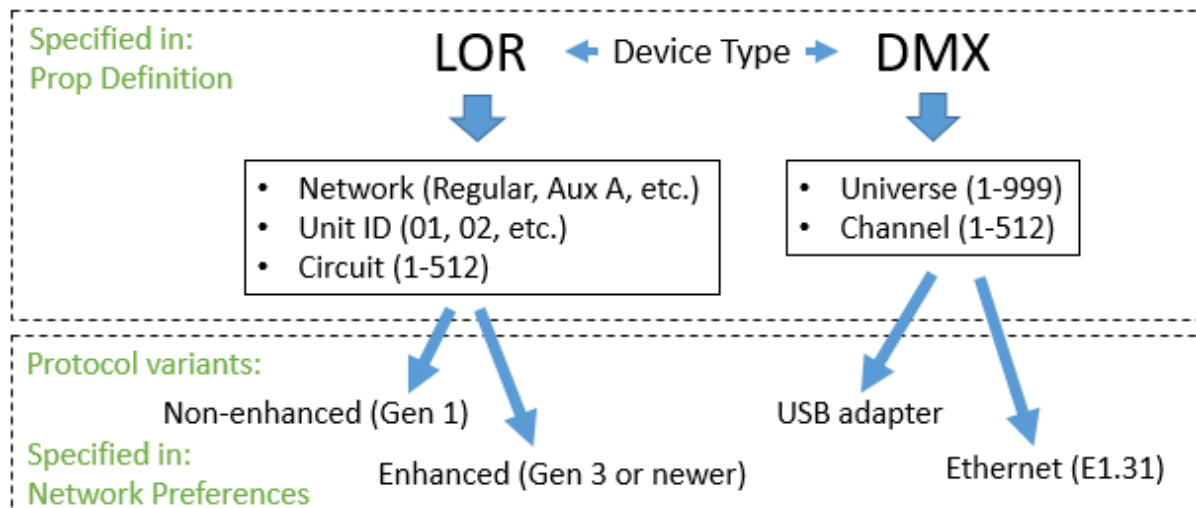 Specified in:
Prop Definition
LOR
Device Type
DMX
• Network (Regular, Aux A, etc.)
• Unit ID (01, 02, etc.)
• Circuit (1-512)
• Universe (1-999)
• Channel (1-512)
Protocol variants:
Non-enhanced (Gen 1)
USB adapter
Specified in:
Network Preferences
Enhanced (Gen 3 or newer)
Ethernet (E1.31)